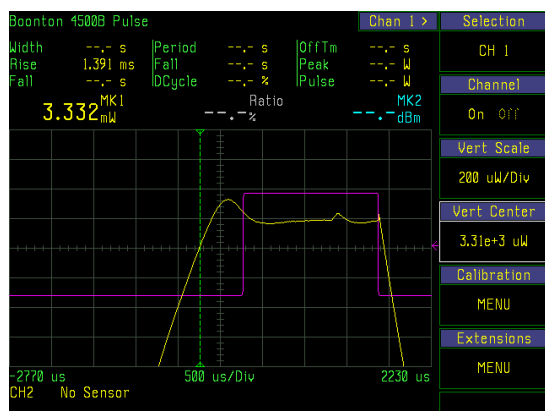 Boonton 4500B Pulse Chan 1 > Selection
Width --.- s Period --.- s OffTm --.- s CH 1
Rise 1.391 ms Fall --.- s Peak --.- W
Fall --.- s DCycle --.- % Pulse --.- W Channel
MK1 Ratio MK2 On Off
3.332 mW --.-% --.-dBm
Vert Scale
200 uW/Div
Vert Center
3.31e+3 uW
Calibration
MENU
Extensions
MENU
-2770 us 500 us/Div 2230 us
CH2 No Sensor